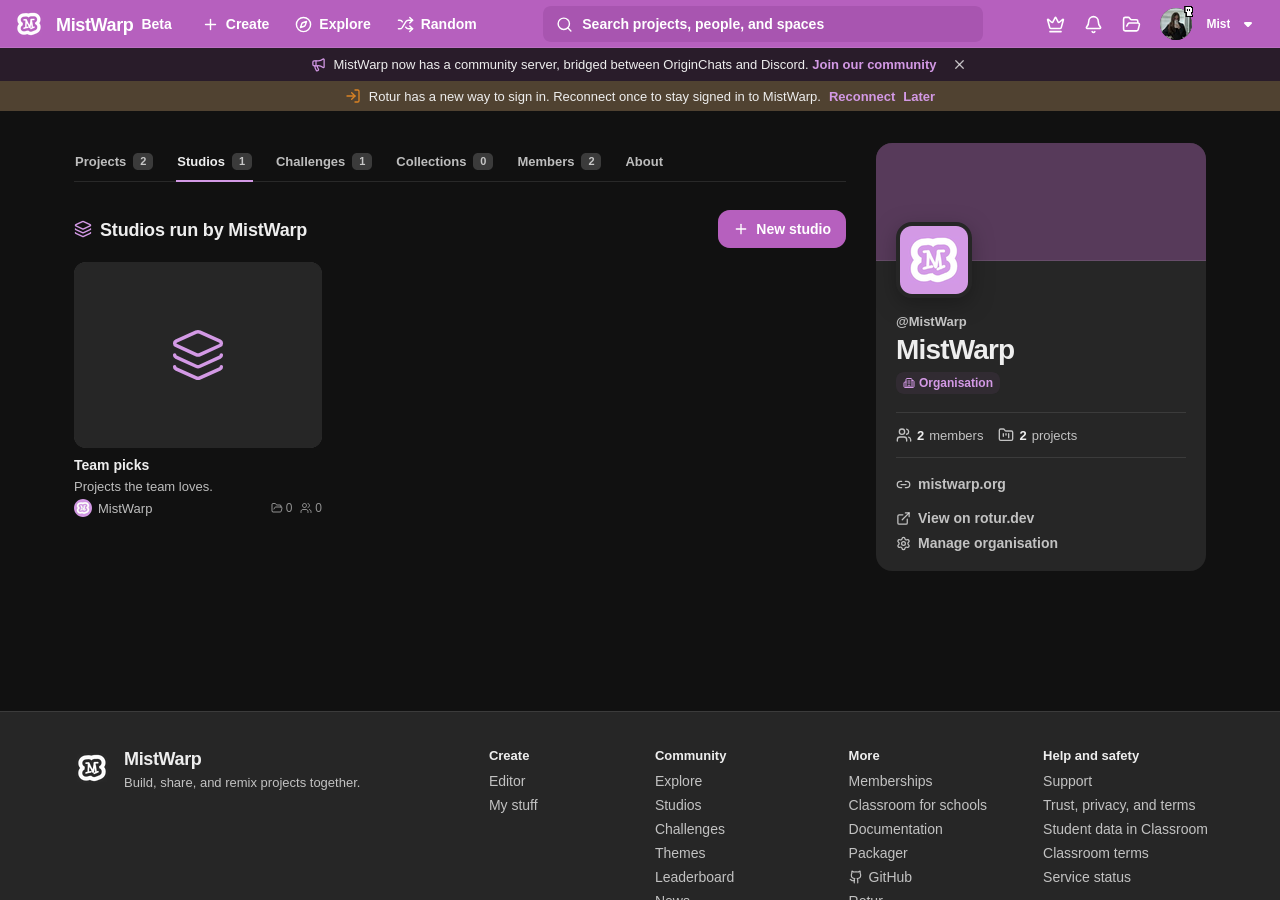 MistWarp Beta
Create
Explore
Random
Search projects, people, and spaces
Mist
MistWarp now has a community server, bridged between OriginChats and Discord. Join our community
Rotur has a new way to sign in. Reconnect once to stay signed in to MistWarp. Reconnect Later
Projects 2
Studios 1
Challenges 1
Collections 0
Members 2
About
Studios run by MistWarp
New studio
Team picks
Projects the team loves.
MistWarp
0 0
@MistWarp
MistWarp
Organisation
2 members
2 projects
mistwarp.org
View on rotur.dev
Manage organisation
MistWarp
Build, share, and remix projects together.
Create
Editor
My stuff
Community
Explore
Studios
Challenges
Themes
Leaderboard
News
More
Memberships
Classroom for schools
Documentation
Packager
GitHub
Rotur
Help and safety
Support
Trust, privacy, and terms
Student data in Classroom
Classroom terms
Service status